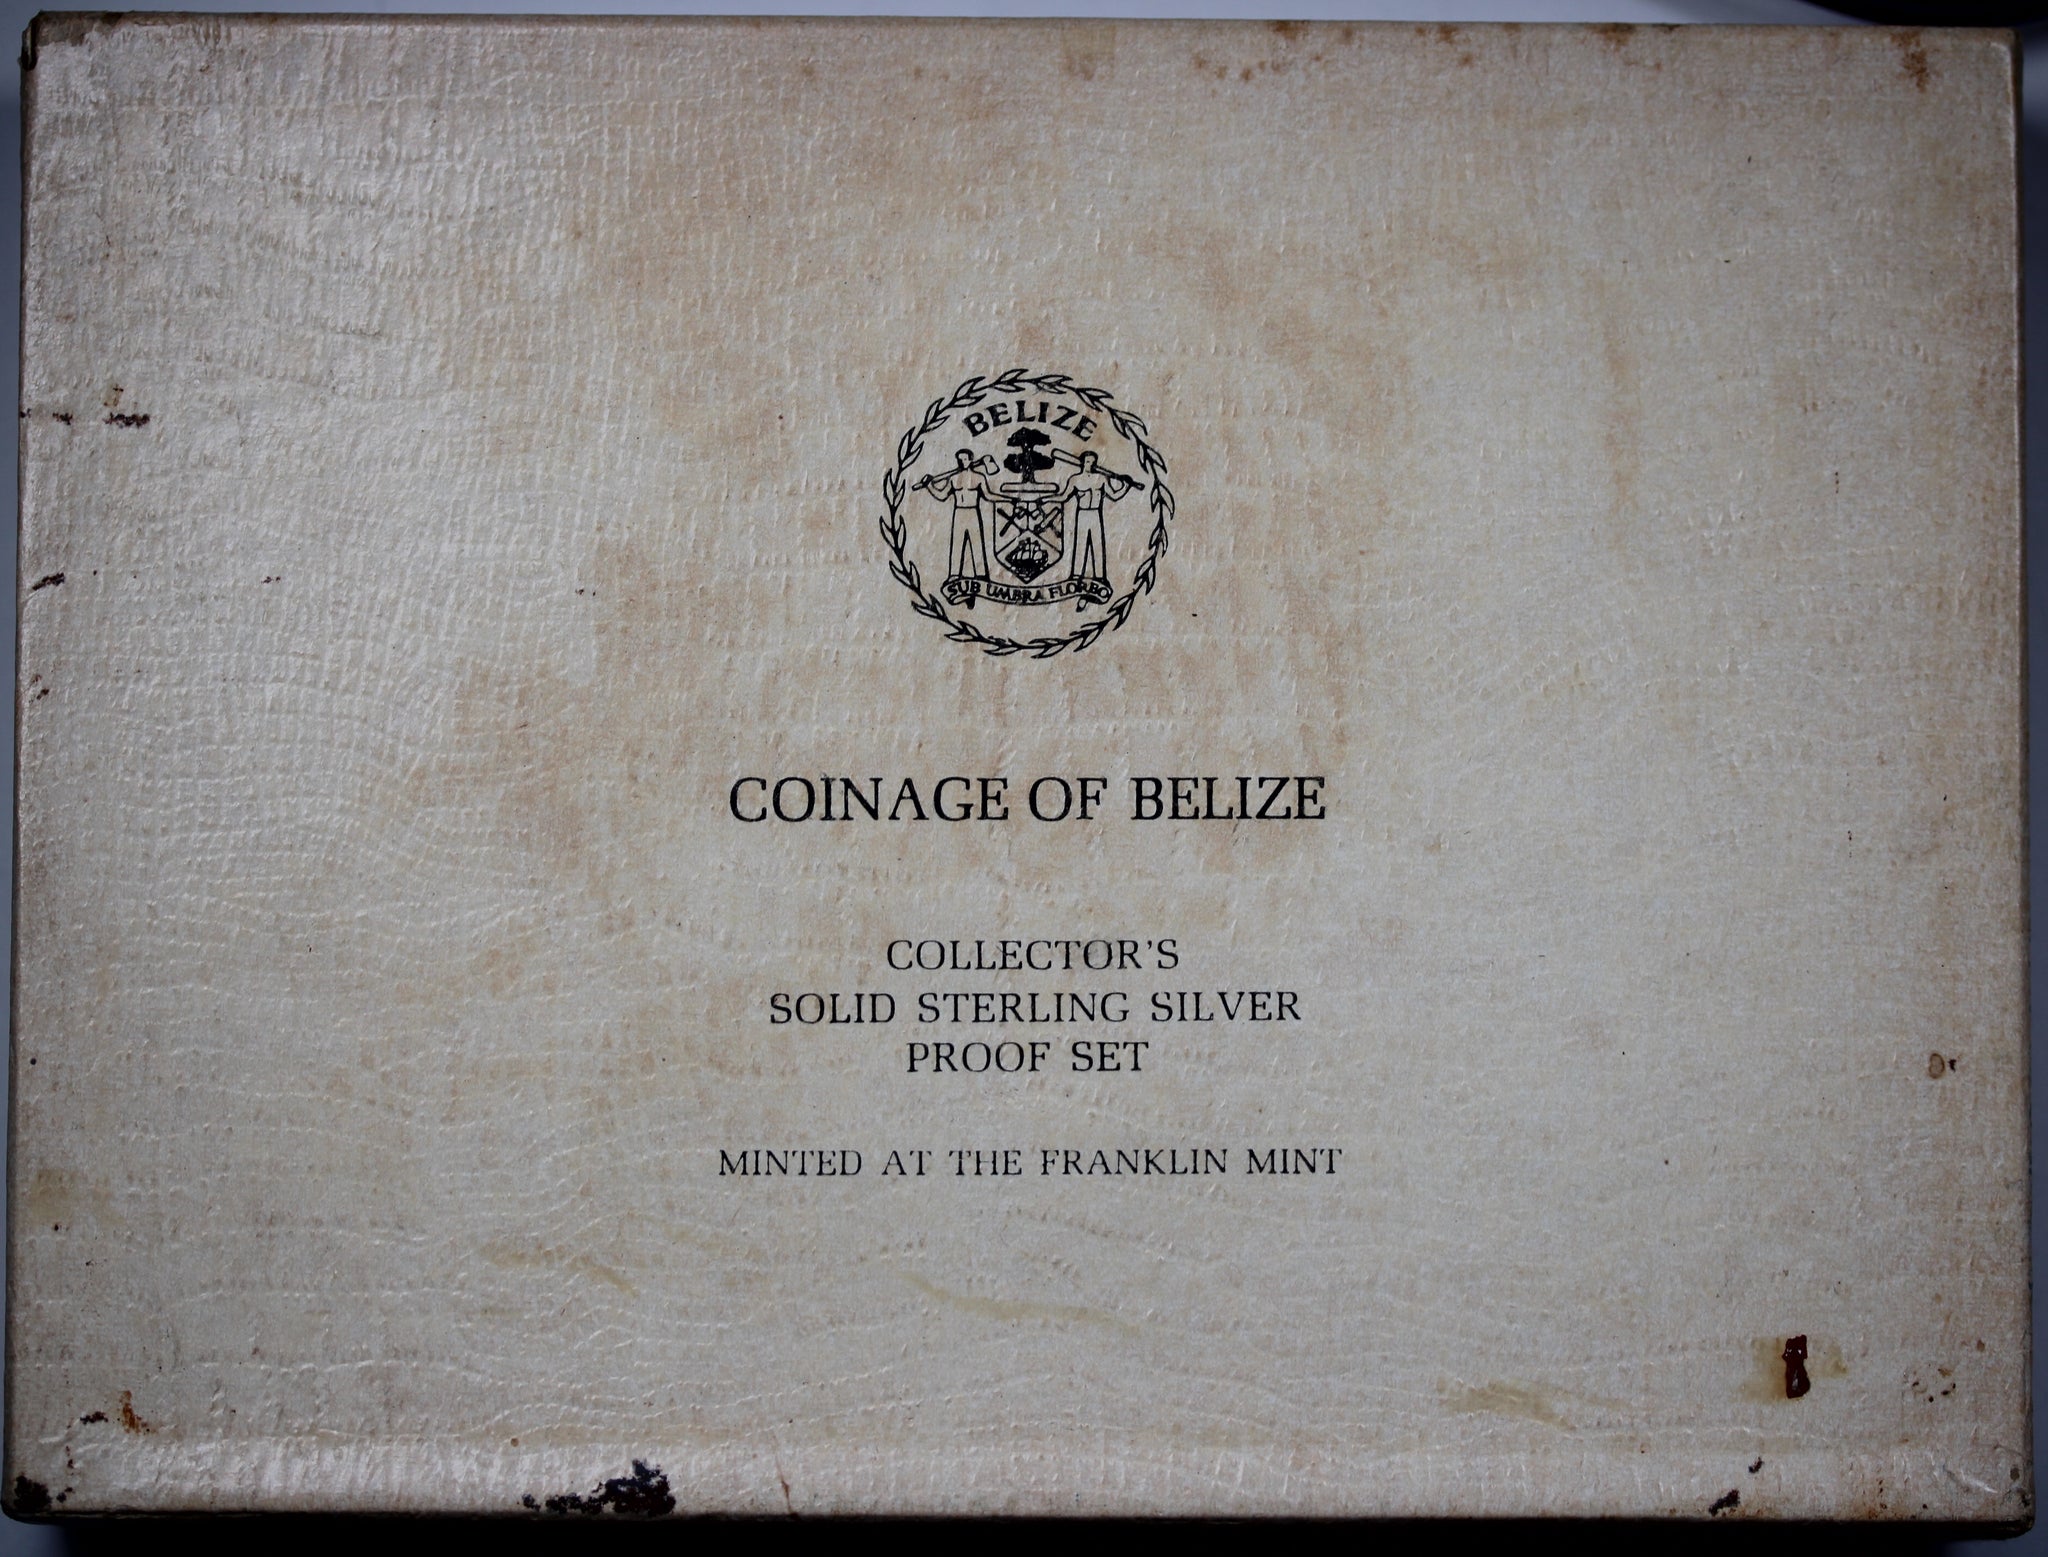 BELIZE
SUB UMBRA FLOREO
COINAGE OF BELIZE
COLLECTOR'S
SOLID STERLING SILVER
PROOF SET
MINTED AT THE FRANKLIN MINT